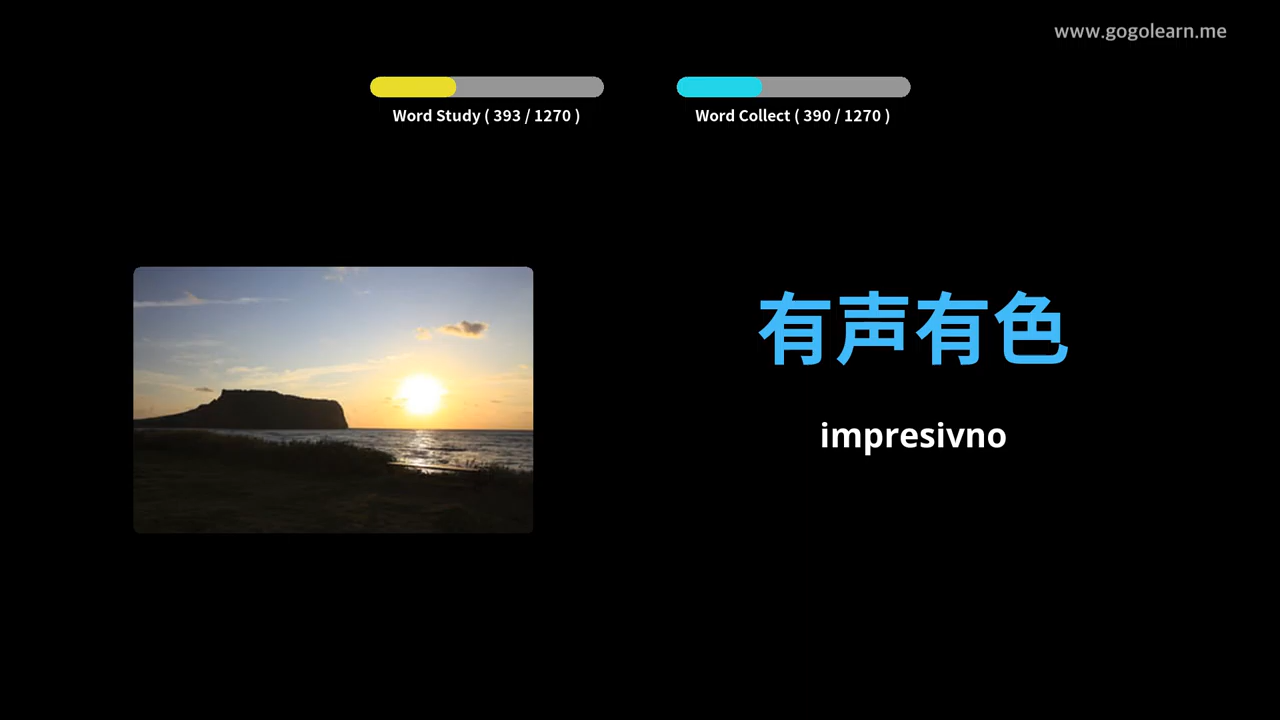 www.gogolearn.me
Word Study ( 393 / 1270 )
Word Collect ( 390 / 1270 )
有声有色
impresivno